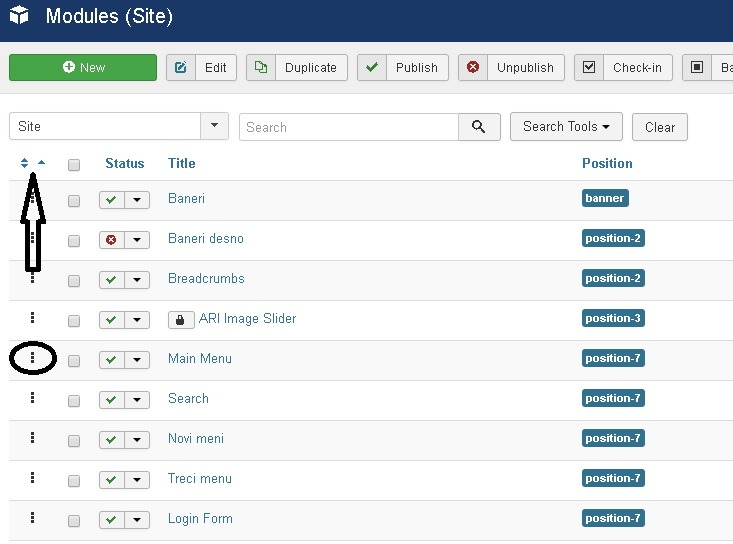 Modules (Site)
New Edit Duplicate Publish Unpublish Check-in Ba
Site Search Search Tools Clear
Status Title Position
Baneri banner
Baneri desno position-2
Breadcrumbs position-2
ARI Image Slider position-3
Main Menu position-7
Search position-7
Novi meni position-7
Treci menu position-7
Login Form position-7